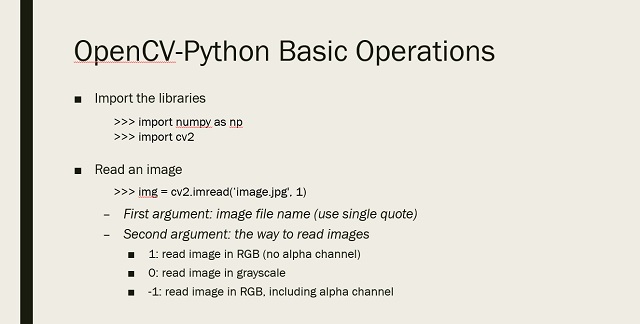 OpenCV-Python Basic Operations
■ Import the libraries
>>> import numpy as np
>>> import cv2
■ Read an image
>>> img = cv2.imread('image.jpg', 1)
– First argument: image file name (use single quote)
– Second argument: the way to read images
■ 1: read image in RGB (no alpha channel)
■ 0: read image in grayscale
■ -1: read image in RGB, including alpha channel